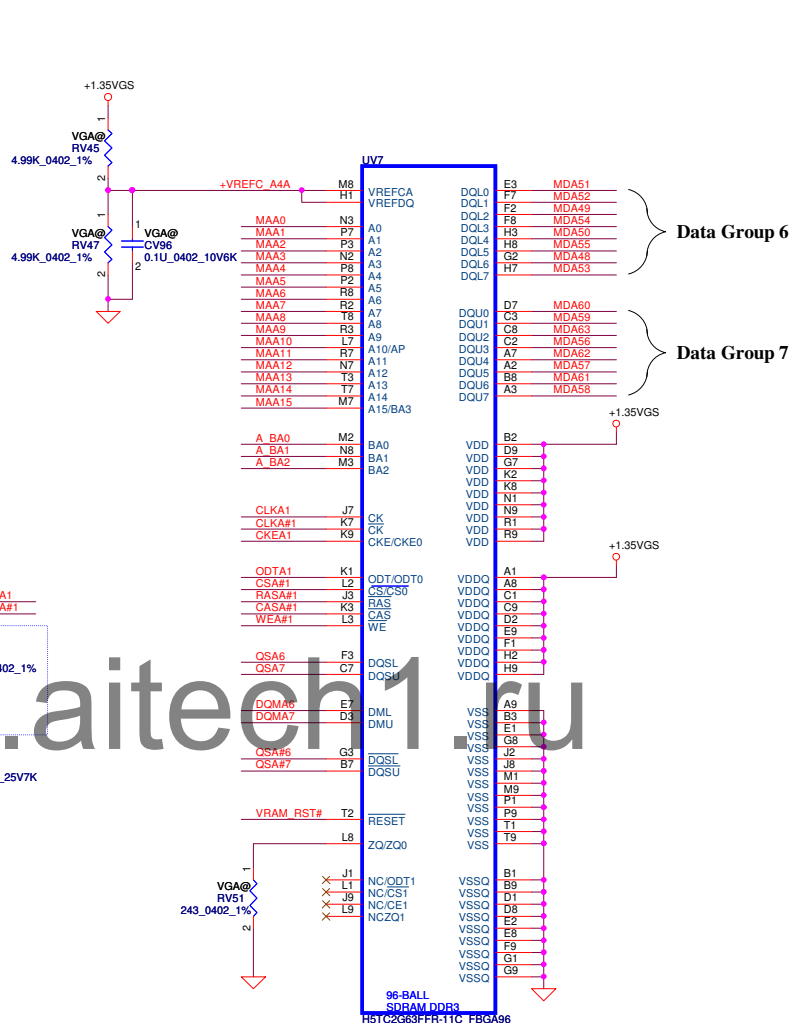 +1.35VGS
1
VGA@
RV45
4.99K_0402_1%
2
+VREFC_A4A
1
VGA@
RV47
4.99K_0402_1%
2
1
VGA@
CV96
0.1U_0402_10V6K
2
UV7
M8 VREFCA
H1 VREFDQ
MAA0 N3 A0
MAA1 P7 A1
MAA2 P3 A2
MAA3 N2 A3
MAA4 P8 A4
MAA5 P2 A5
MAA6 R8 A6
MAA7 R2 A7
MAA8 T8 A8
MAA9 R3 A9
MAA10 L7 A10/AP
MAA11 R7 A11
MAA12 N7 A12
MAA13 T3 A13
MAA14 T7 A14
MAA15 M7 A15/BA3
A_BA0 M2 BA0
A_BA1 N8 BA1
A_BA2 M3 BA2
CLKA1 J7 CK
CLKA#1 K7 CK
CKEA1 K9 CKE/CKE0
ODTA1 K1 ODT/ODT0
CSA#1 L2 CS/CS0
RASA#1 J3 RAS
CASA#1 K3 CAS
WEA#1 L3 WE
QSA6 F3 DQSL
QSA7 C7 DQSU
DQMA6 E7 DML
DQMA7 D3 DMU
QSA#6 G3 DQSL
QSA#7 B7 DQSU
VRAM_RST# T2 RESET
L8 ZQ/ZQ0
1
VGA@
RV51
243_0402_1%
2
J1 NC/ODT1
L1 NC/CS1
J9 NC/CE1
L9 NCZQ1
DQL0 E3 MDA51
DQL1 F7 MDA52
DQL2 F2 MDA49
DQL3 F8 MDA54
DQL4 H3 MDA50
DQL5 H8 MDA55
DQL6 G2 MDA48
DQL7 H7 MDA53
Data Group 6
DQU0 D7 MDA60
DQU1 C3 MDA59
DQU2 C8 MDA63
DQU3 C2 MDA56
DQU4 A7 MDA62
DQU5 A2 MDA57
DQU6 B8 MDA61
DQU7 A3 MDA58
Data Group 7
+1.35VGS
VDD B2
VDD D9
VDD G7
VDD K2
VDD K8
VDD N1
VDD N9
VDD R1
VDD R9
+1.35VGS
VDDQ A1
VDDQ A8
VDDQ C1
VDDQ C9
VDDQ D2
VDDQ E9
VDDQ F1
VDDQ H2
VDDQ H9
VSS A9
VSS B3
VSS E1
VSS G8
VSS J2
VSS J8
VSS M1
VSS M9
VSS P1
VSS P9
VSS T1
VSS T9
VSSQ B1
VSSQ B9
VSSQ D1
VSSQ D8
VSSQ E2
VSSQ E8
VSSQ F9
VSSQ G1
VSSQ G9
96-BALL
SDRAM DDR3
H5TC2G63FFR-11C_FBGA96
A1
A#1
402_1%
_25V7K
.aitech1.ru